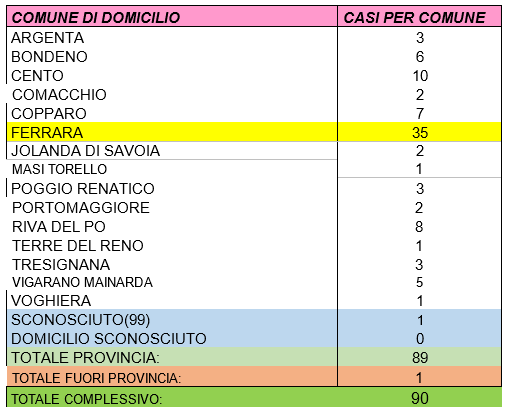 COMUNE DI DOMICILIO CASI PER COMUNE
ARGENTA 3
BONDENO 6
CENTO 10
COMACCHIO 2
COPPARO 7
FERRARA 35
JOLANDA DI SAVOIA 2
MASI TORELLO 1
POGGIO RENATICO 3
PORTOMAGGIORE 2
RIVA DEL PO 8
TERRE DEL RENO 1
TRESIGNANA 3
VIGARANO MAINARDA 5
VOGHIERA 1
SCONOSCIUTO(99) 1
DOMICILIO SCONOSCIUTO 0
TOTALE PROVINCIA: 89
TOTALE FUORI PROVINCIA: 1
TOTALE COMPLESSIVO: 90